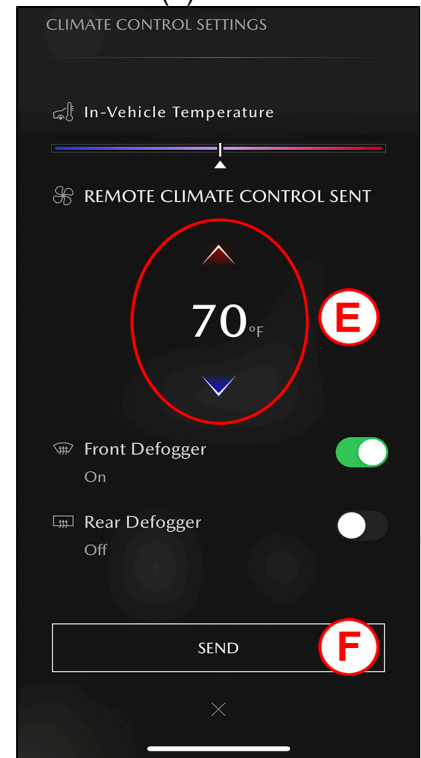 CLIMATE CONTROL SETTINGS
In-Vehicle Temperature
REMOTE CLIMATE CONTROL SENT
70°F
E
Front Defogger
On
Rear Defogger
Off
SEND
F